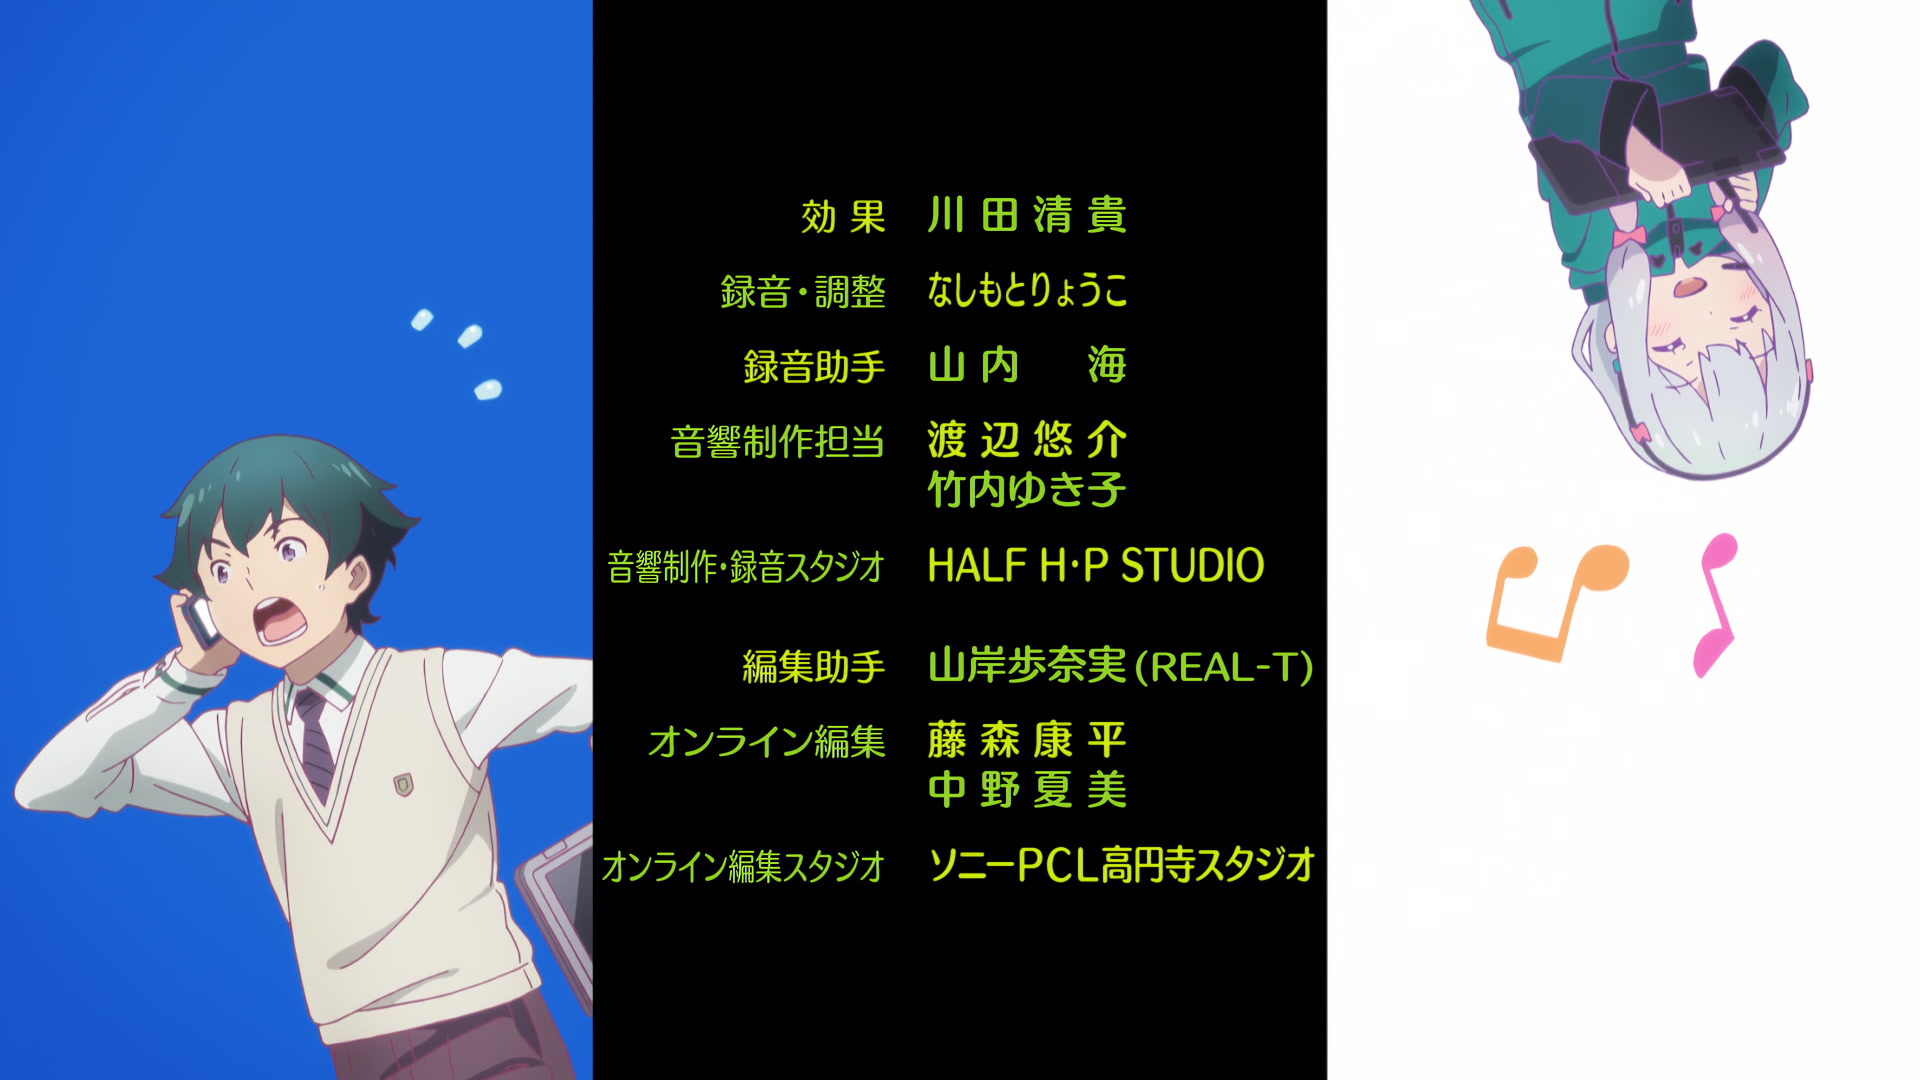 効果 川田清貴
録音・調整 なしもとりょうこ
録音助手 山内 海
音響制作担当 渡辺悠介
竹内ゆき子
音響制作・録音スタジオ HALF H・P STUDIO
編集助手 山岸歩奈実(REAL-T)
オンライン編集 藤森康平
中野夏美
オンライン編集スタジオ ソニーPCL高円寺スタジオ